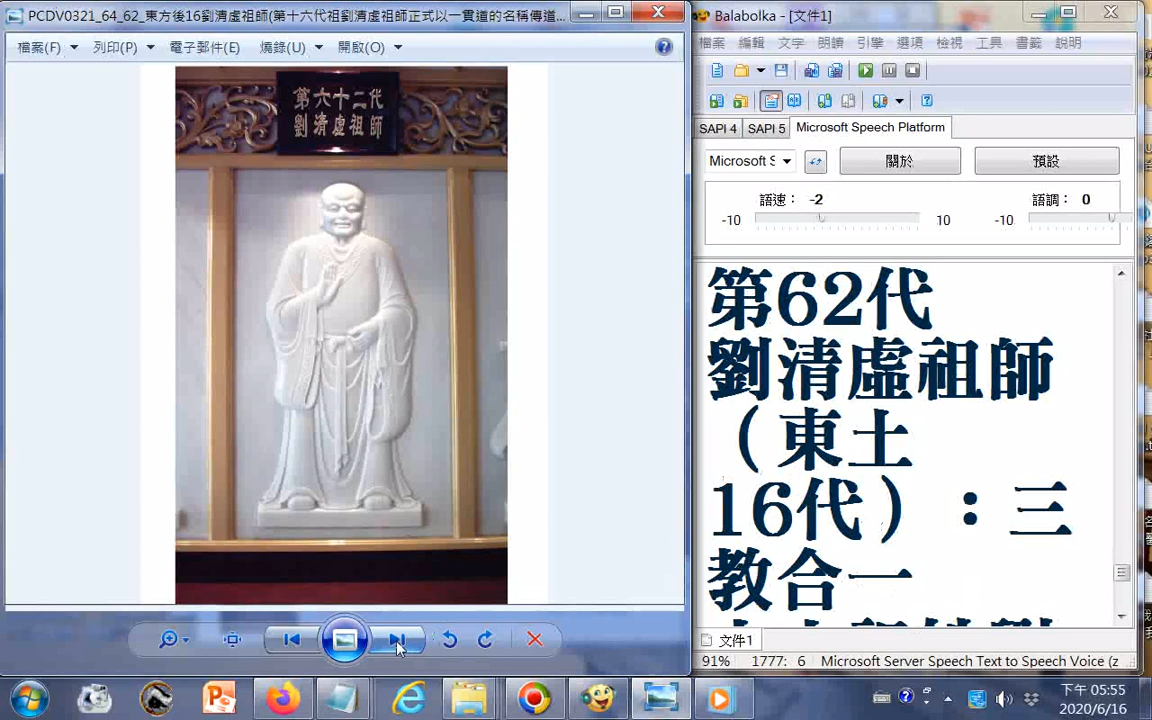 PCDV0321_64_62_東方後16劉清虛祖師(第十六代祖劉清虛祖師正式以一貫道的名稱傳道...
檔案(F) 列印(P) 電子郵件(E) 燒錄(U) 開啟(O)
第六十二代
劉清虛祖師
Balabolka - [文件1]
檔案 編輯 文字 朗讀 引擎 選項 檢視 工具 書籤 說明
SAPI 4 SAPI 5 Microsoft Speech Platform
Microsoft S 關於 預設
語速： -2 語調： 0
-10 10 -10
第62代
劉清虛祖師
（東土
16代）：三
教合一
文件1
91% 1777: 6 Microsoft Server Speech Text to Speech Voice (z
下午 05:55
2020/6/16